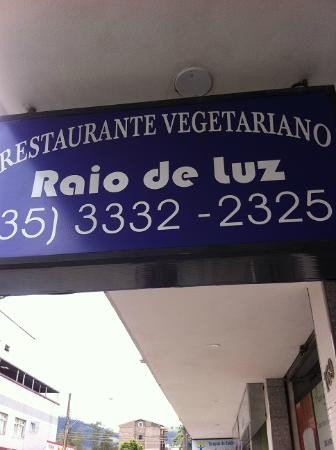 RESTAURANTE VEGETARIANO
Raio de Luz
35) 3332-2325